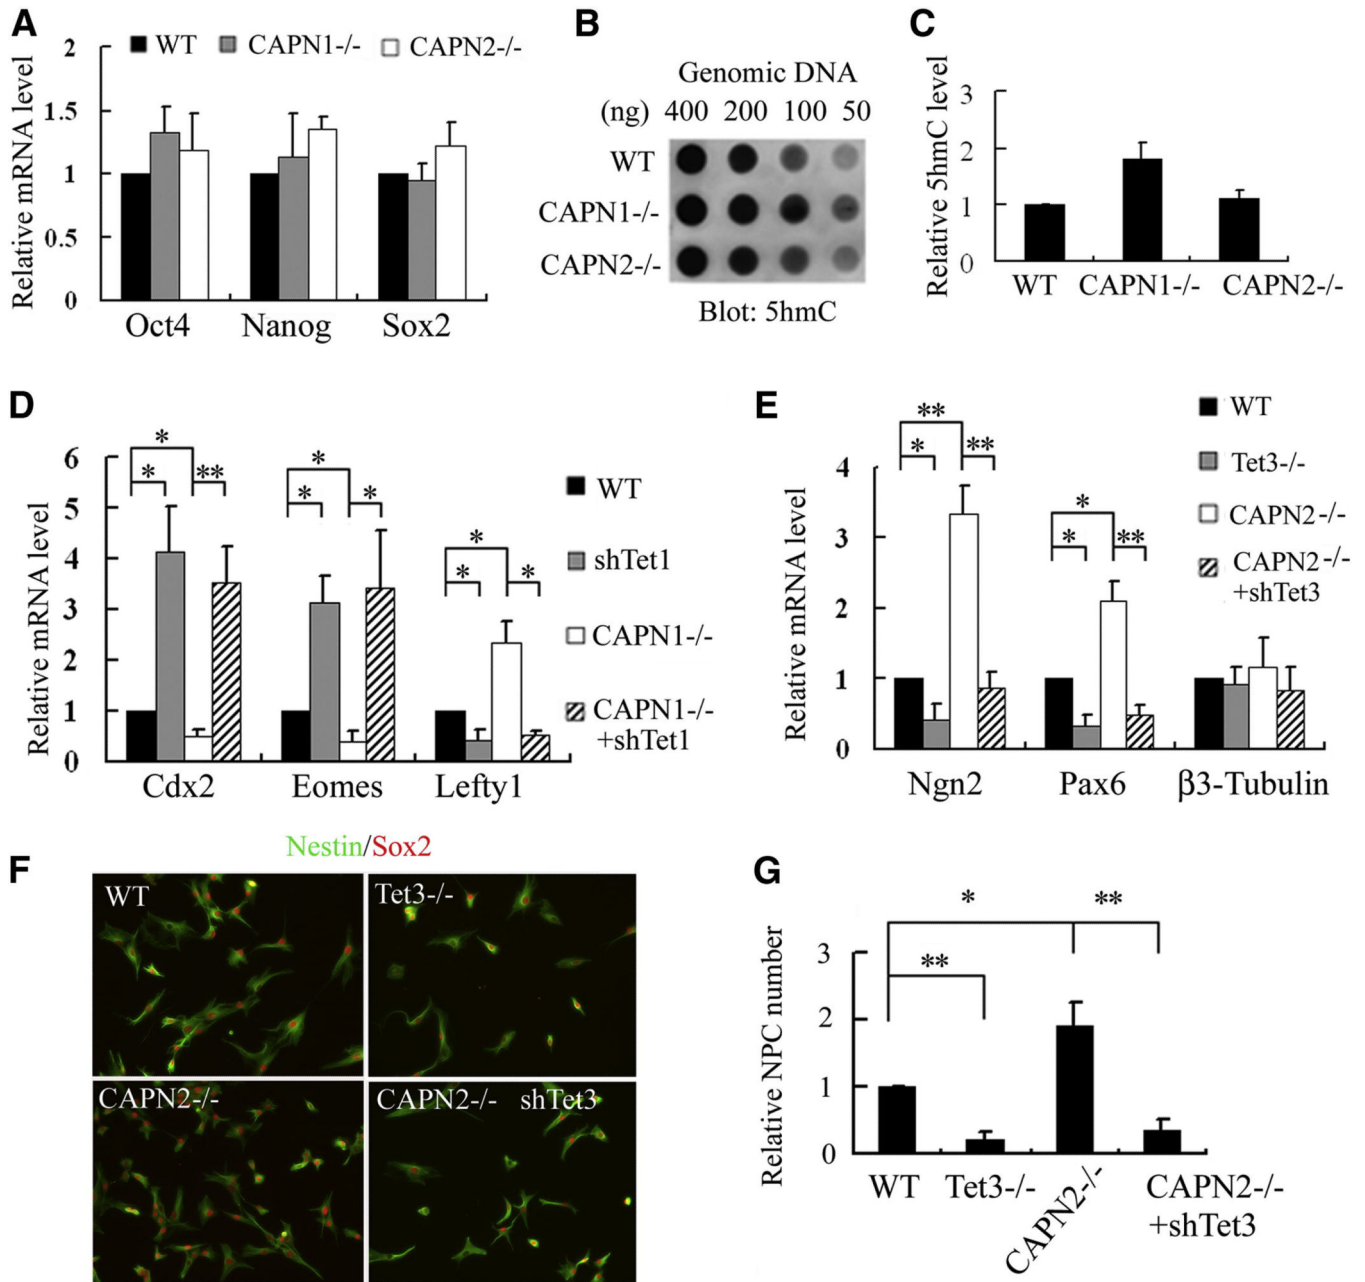 A
WT CAPN1-/- CAPN2-/-
Relative mRNA level
2
1.5
1
0.5
0
Oct4 Nanog Sox2
B
Genomic DNA
(ng) 400 200 100 50
WT
CAPN1-/-
CAPN2-/-
Blot: 5hmC
C
Relative 5hmC level
3
2
1
0
WT CAPN1-/- CAPN2-/-
D
Relative mRNA level
6
5
4
3
2
1
0
* * **
* * *
* * *
Cdx2 Eomes Lefty1
WT
shTet1
CAPN1-/-
CAPN1-/-
+shTet1
E
Relative mRNA level
4
3
2
1
0
** * **
* * **
Ngn2 Pax6 β3-Tubulin
WT
Tet3-/-
CAPN2-/-
CAPN2-/-
+shTet3
F
Nestin/Sox2
WT
Tet3-/-
CAPN2-/-
CAPN2-/- shTet3
G
Relative NPC number
3
2
1
0
* **
**
WT Tet3-/- CAPN2-/- CAPN2-/-
+shTet3